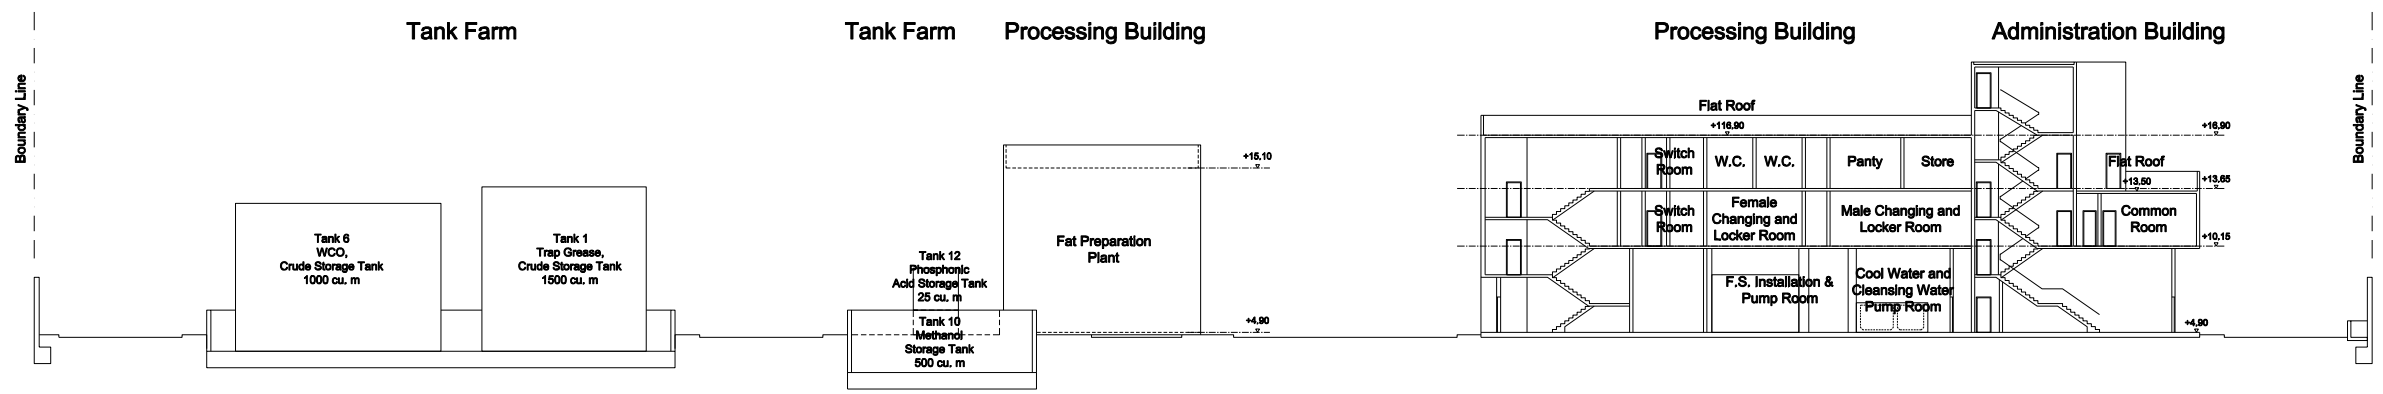 Tank Farm
Tank Farm
Processing Building
Processing Building
Administration Building
Boundary Line
Boundary Line
Flat Roof
+116.90
+16.90
+15.10
Switch
Room
W.C.
W.C.
Panty
Store
Flat Roof
+13.50
+13.65
Switch
Room
Female
Changing and
Locker Room
Male Changing and
Locker Room
Common
Room
+10.15
Tank 6
WCO,
Crude Storage Tank
1000 cu. m
Tank 1
Trap Grease,
Crude Storage Tank
1500 cu. m
Tank 12
Phosphonic
Acid Storage Tank
25 cu. m
Tank 10
Methanol
Storage Tank
500 cu. m
Fat Preparation
Plant
+4.90
F.S. Installation &
Pump Room
Cool Water and
Cleansing Water
Pump Room
+4.90